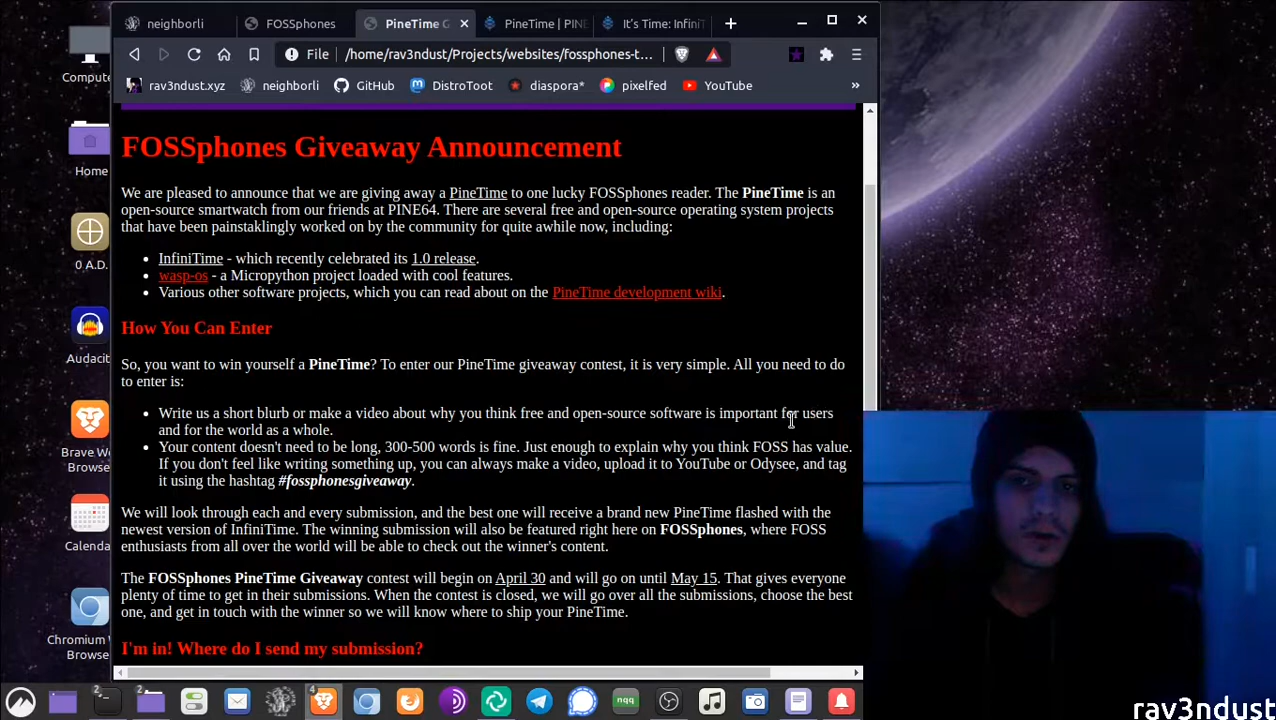 neighborli
FOSSphones
PineTime G
PineTime | PINE
It's Time: InfiniT
File
/home/rav3ndust/Projects/websites/fossphones-t...
rav3ndust.xyz
neighborli
GitHub
DistroToot
diaspora*
pixelfed
YouTube
»
Compute
Home
0 A.D.
Audacit
Brave W
Browse
Calenda
Chromium W
Browse
FOSSphones Giveaway Announcement
We are pleased to announce that we are giving away a PineTime to one lucky FOSSphones reader. The PineTime is an
open-source smartwatch from our friends at PINE64. There are several free and open-source operating system projects
that have been painstaklingly worked on by the community for quite awhile now, including:
• InfiniTime - which recently celebrated its 1.0 release.
• wasp-os - a Micropython project loaded with cool features.
• Various other software projects, which you can read about on the PineTime development wiki.
How You Can Enter
So, you want to win yourself a PineTime? To enter our PineTime giveaway contest, it is very simple. All you need to do
to enter is:
• Write us a short blurb or make a video about why you think free and open-source software is important for users
and for the world as a whole.
• Your content doesn't need to be long, 300-500 words is fine. Just enough to explain why you think FOSS has value.
If you don't feel like writing something up, you can always make a video, upload it to YouTube or Odysee, and tag
it using the hashtag #fossphonesgiveaway.
We will look through each and every submission, and the best one will receive a brand new PineTime flashed with the
newest version of InfiniTime. The winning submission will also be featured right here on FOSSphones, where FOSS
enthusiasts from all over the world will be able to check out the winner's content.
The FOSSphones PineTime Giveaway contest will begin on April 30 and will go on until May 15. That gives everyone
plenty of time to get in their submissions. When the contest is closed, we will go over all the submissions, choose the best
one, and get in touch with the winner so we will know where to ship your PineTime.
I'm in! Where do I send my submission?
2
2
4
nqq
rav3ndust